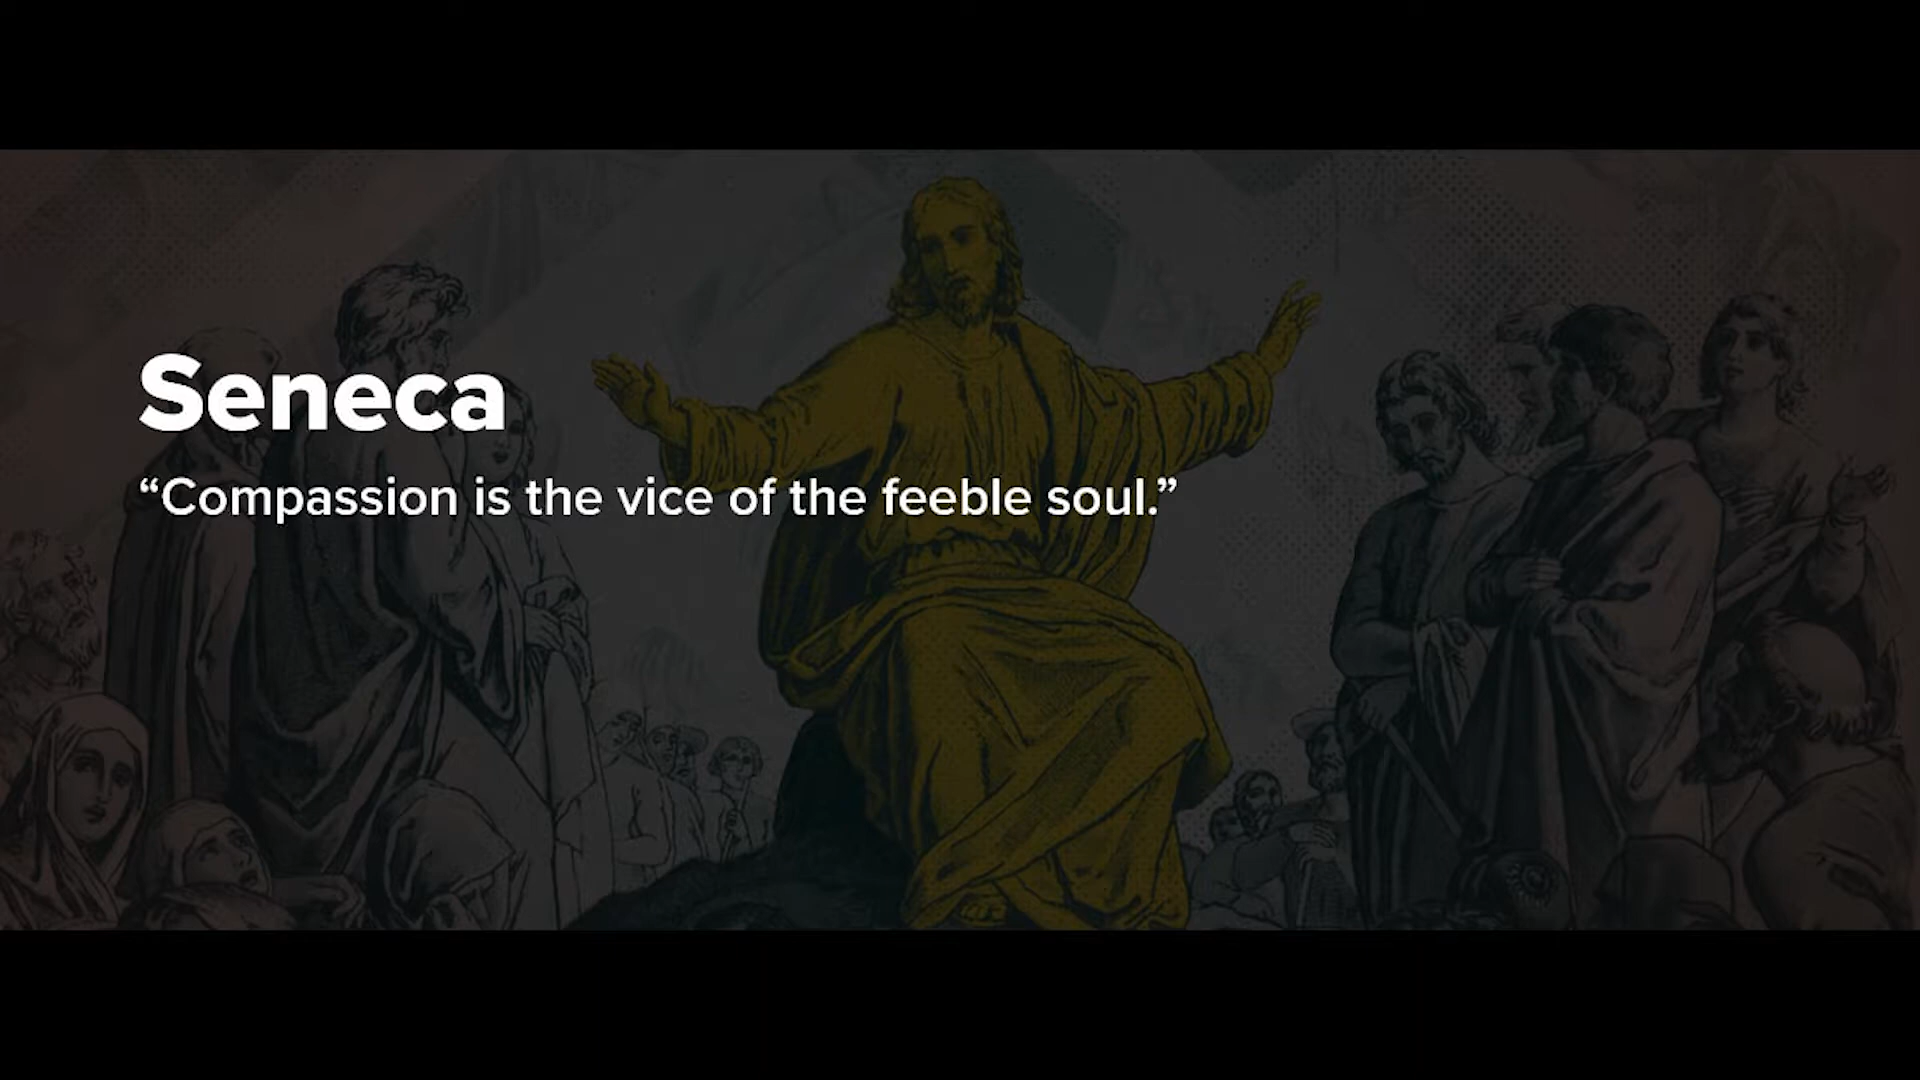 Seneca
“Compassion is the vice of the feeble soul.”